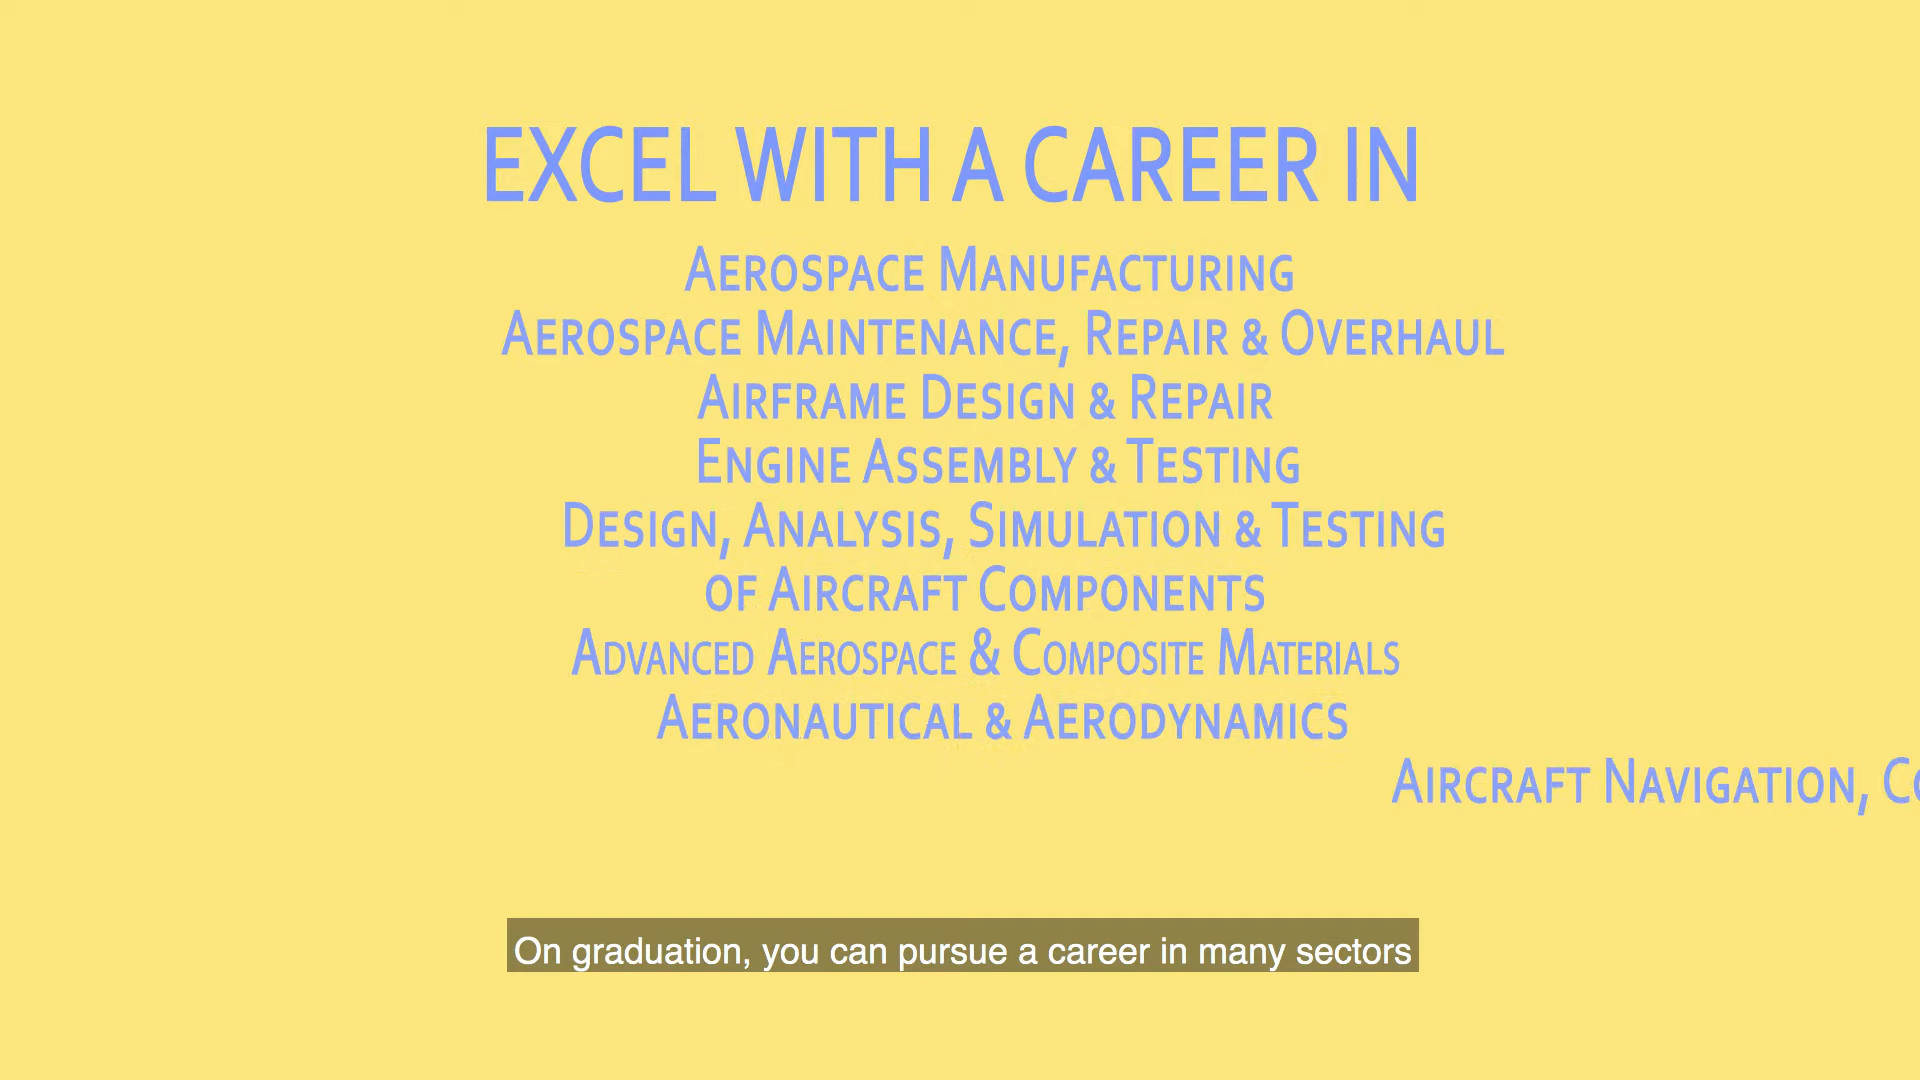 EXCEL WITH A CAREER IN
Aerospace Manufacturing
Aerospace Maintenance, Repair & Overhaul
Airframe Design & Repair
Engine Assembly & Testing
Design, Analysis, Simulation & Testing
of Aircraft Components
Advanced Aerospace & Composite Materials
Aeronautical & Aerodynamics
Aircraft Navigation,
On graduation, you can pursue a career in many sectors